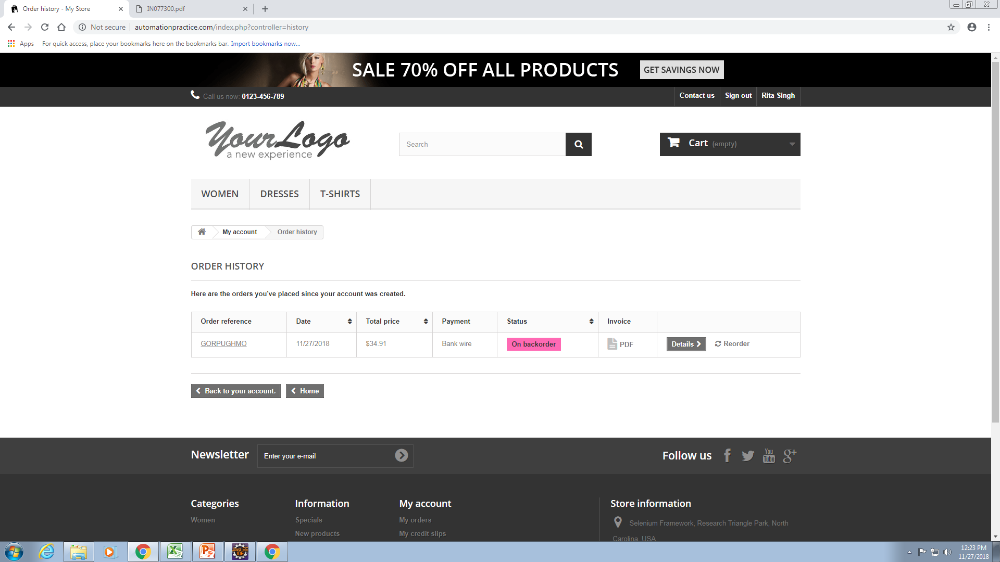 Order history - My Store
IN077300.pdf
Not secure
automationpractice.com/index.php?controller=history
Apps
For quick access, place your bookmarks here on the bookmarks bar. Import bookmarks now...
SALE 70% OFF ALL PRODUCTS
GET SAVINGS NOW
Call us now: 0123-456-789
Contact us
Sign out
Rita Singh
YourLogo
a new experience
Search
Cart (empty)
WOMEN
DRESSES
T-SHIRTS
My account
Order history
ORDER HISTORY
Here are the orders you've placed since your account was created.
Order reference Date Total price Payment Status Invoice
GORPUGHMO 11/27/2018 $34.91 Bank wire On backorder PDF Details Reorder
Back to your account.
Home
Newsletter
Enter your e-mail
Follow us
f
You
Tube
g+
Categories
Women
Information
Specials
New products
My account
My orders
My credit slips
Store information
Selenium Framework, Research Triangle Park, North
Carolina, USA
Java EE
IDE
12:23 PM
11/27/2018